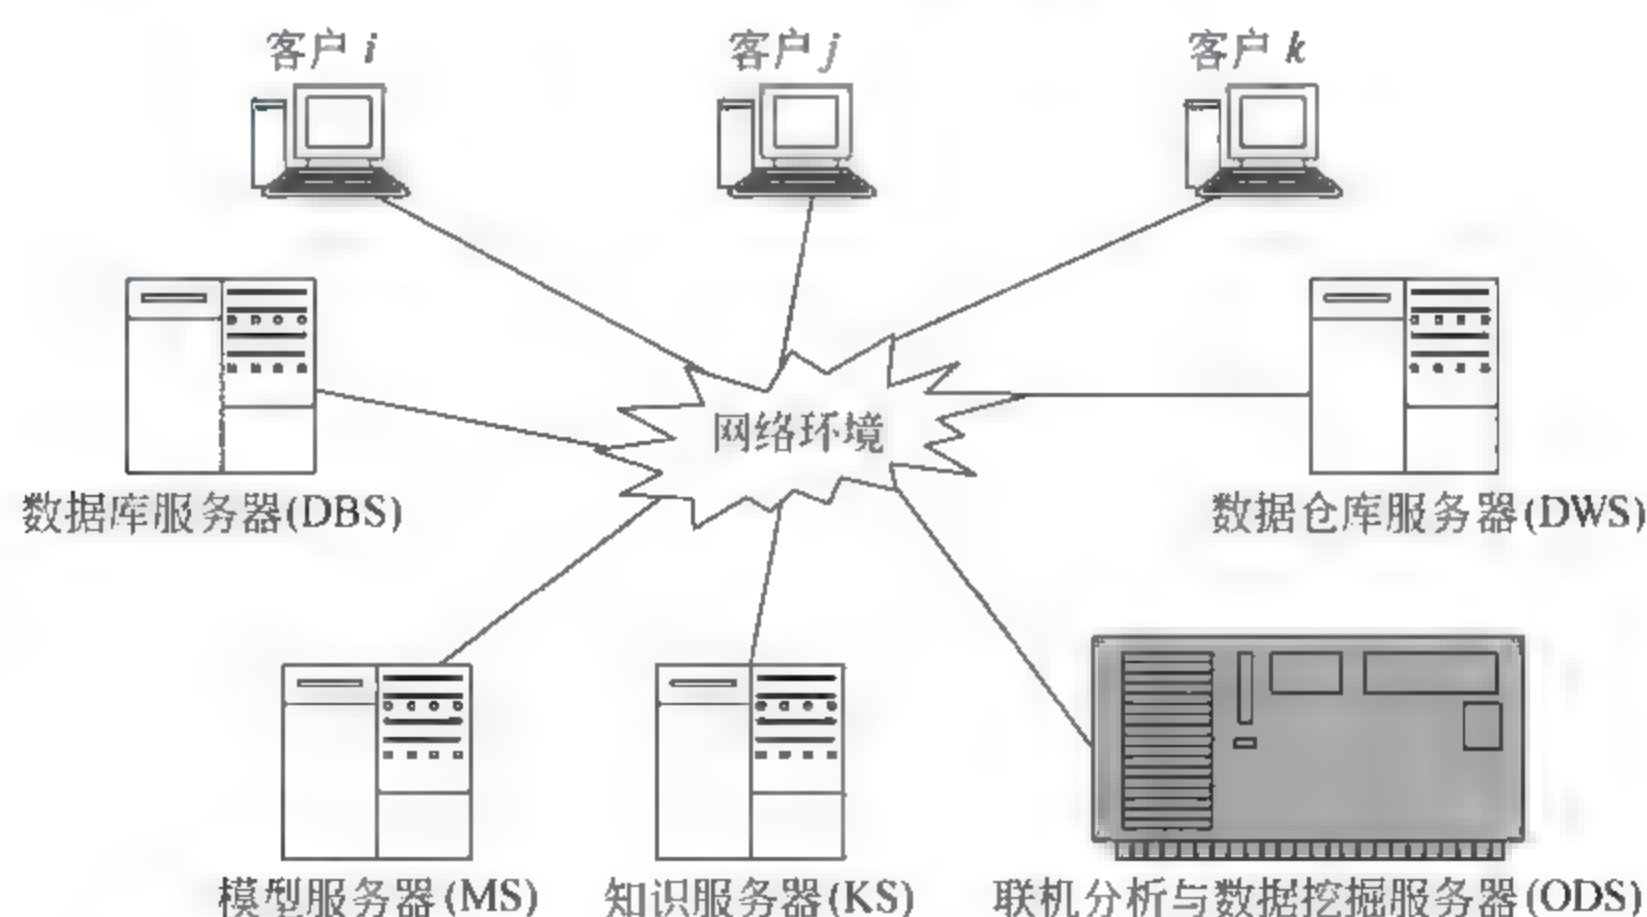 客户 i
客户 j
客户 k
网络环境
数据库服务器(DBS)
数据仓库服务器(DWS)
模型服务器(MS)
知识服务器(KS)
联机分析与数据挖掘服务器(ODS)